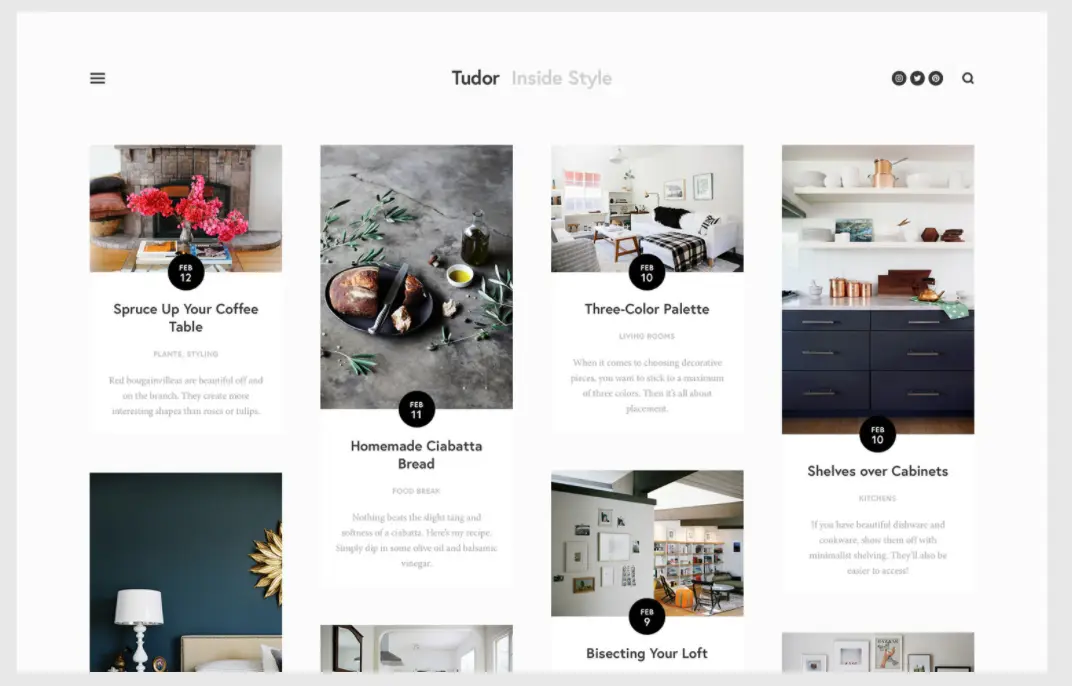 Tudor Inside Style
FEB
12
Spruce Up Your Coffee
Table
PLANTS, STYLING
Red bougainvilleas are beautiful off and
on the branch. They create more
interesting shapes than roses or tulips.
FEB
11
Homemade Ciabatta
Bread
FOOD BREAK
Nothing beats the slight tang and
softness of a ciabatta. Here's my recipe.
Simply dip in some olive oil and balsamic
vinegar.
FEB
10
Three-Color Palette
LIVING ROOMS
When it comes to choosing decorative
pieces, you want to stick to a maximum
of three colors. Then it's all about
placement.
FEB
9
Bisecting Your Loft
FEB
10
Shelves over Cabinets
KITCHENS
If you have beautiful dishware and
cookware, show them off with
minimalist shelving. They'll also be
easier to access!